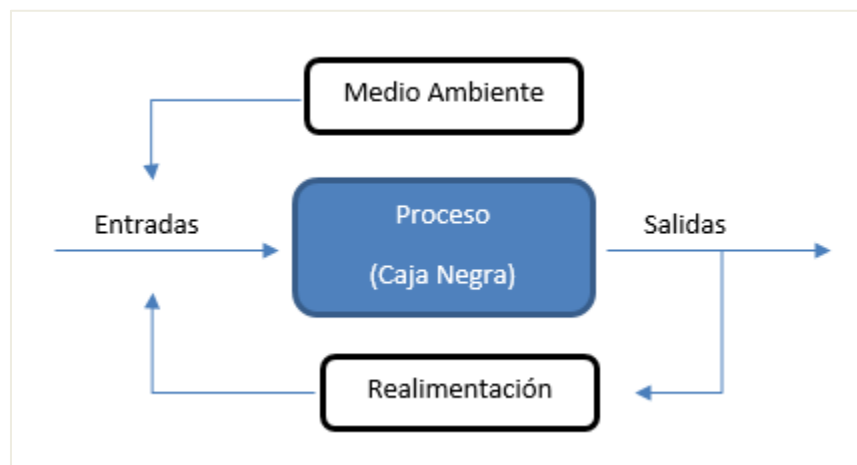 Medio Ambiente
Entradas
Proceso
(Caja Negra)
Salidas
Realimentación